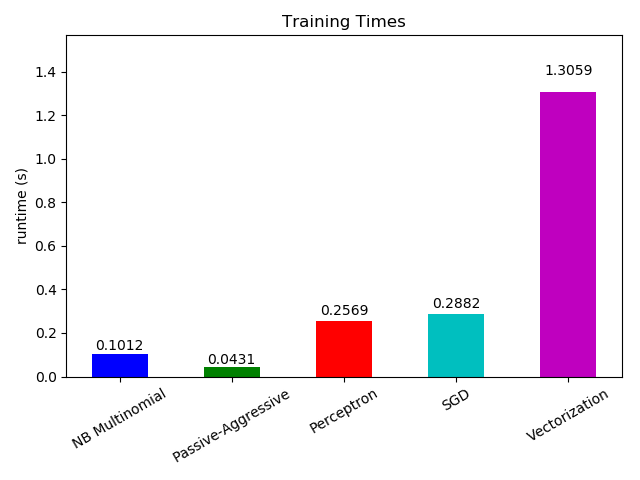 Training Times
runtime (s)
1.4
1.2
1.0
0.8
0.6
0.4
0.2
0.0
0.1012
0.0431
0.2569
0.2882
1.3059
NB Multinomial
Passive-Aggressive
Perceptron
SGD
Vectorization